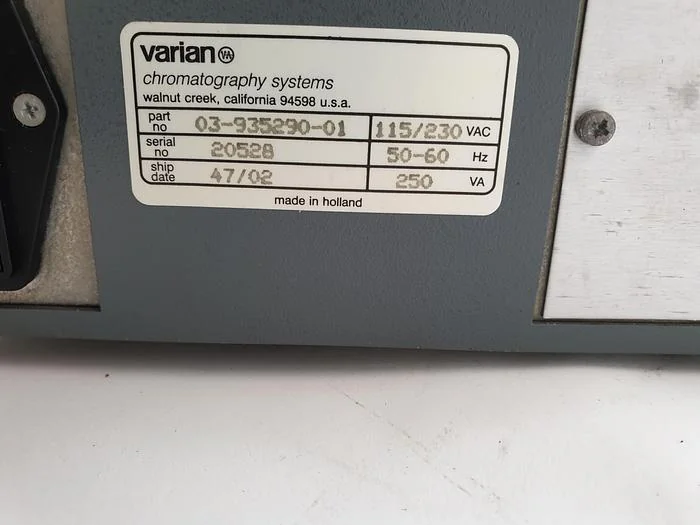 varian
chromatography systems
walnut creek, california 94598 u.s.a.
part no 03-935290-01 115/230 VAC
serial no 20528 50-60 Hz
ship date 47/02 250 VA
made in holland